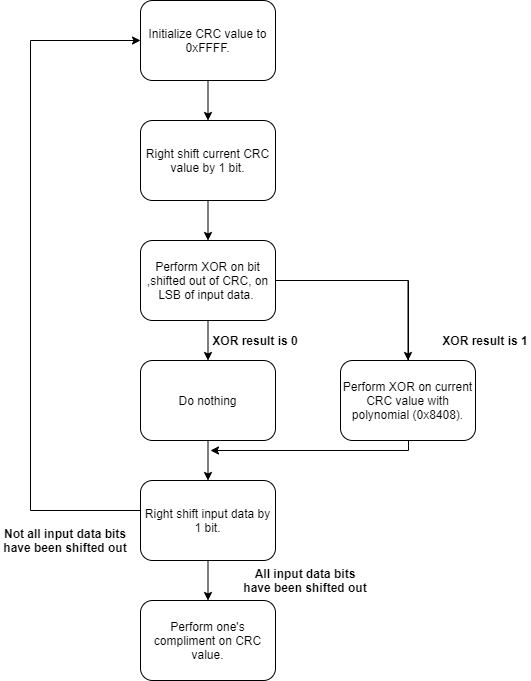 Initialize CRC value to
0xFFFF.
Right shift current CRC
value by 1 bit.
Perform XOR on bit
,shifted out of CRC, on
LSB of input data.
XOR result is 0
XOR result is 1
Do nothing
Perform XOR on current
CRC value with
polynomial (0x8408).
Right shift input data by
1 bit.
Not all input data bits
have been shifted out
All input data bits
have been shifted out
Perform one's
compliment on CRC
value.